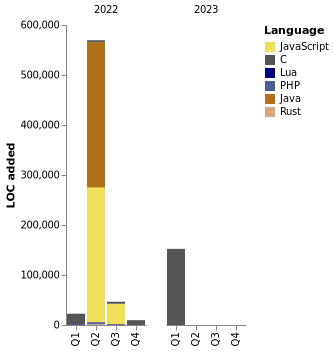 2022 2023
Language
JavaScript
C
Lua
PHP
Java
Rust
LOC added
600,000
500,000
400,000
300,000
200,000
100,000
0
Q1 Q2 Q3 Q4 Q1 Q2 Q3 Q4